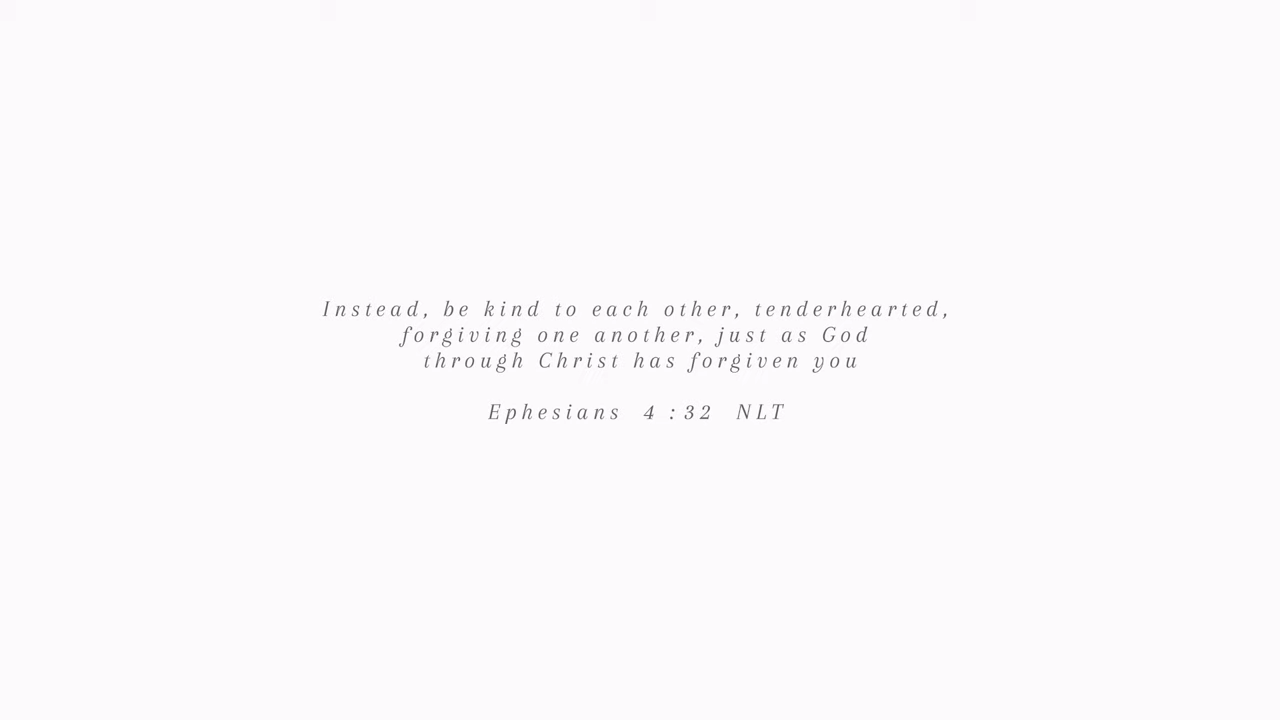 Instead, be kind to each other, tenderhearted,
forgiving one another, just as God
through Christ has forgiven you
Ephesians 4 :32 NLT